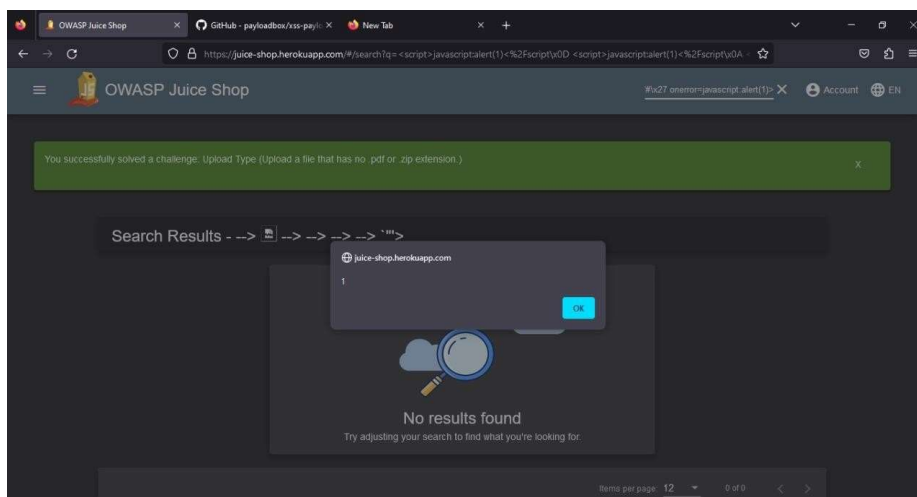 OWASP Juice Shop
GitHub - payloadbox/xss-paylo
New Tab
https://juice-shop.herokuapp.com/#/search?q=<script>javascript:alert(1)<%2Fscript\x0D <script>javascript:alert(1)<%2Fscript\x0A <
OWASP Juice Shop
#\x27 onerror=javascript:alert(1)>
Account
EN
You successfully solved a challenge: Upload Type (Upload a file that has no .pdf or .zip extension.)
X
Search Results - --> --> --> --> --> `"'>
juice-shop.herokuapp.com
1
OK
No results found
Try adjusting your search to find what you're looking for.
Items per page: 12 0 of 0